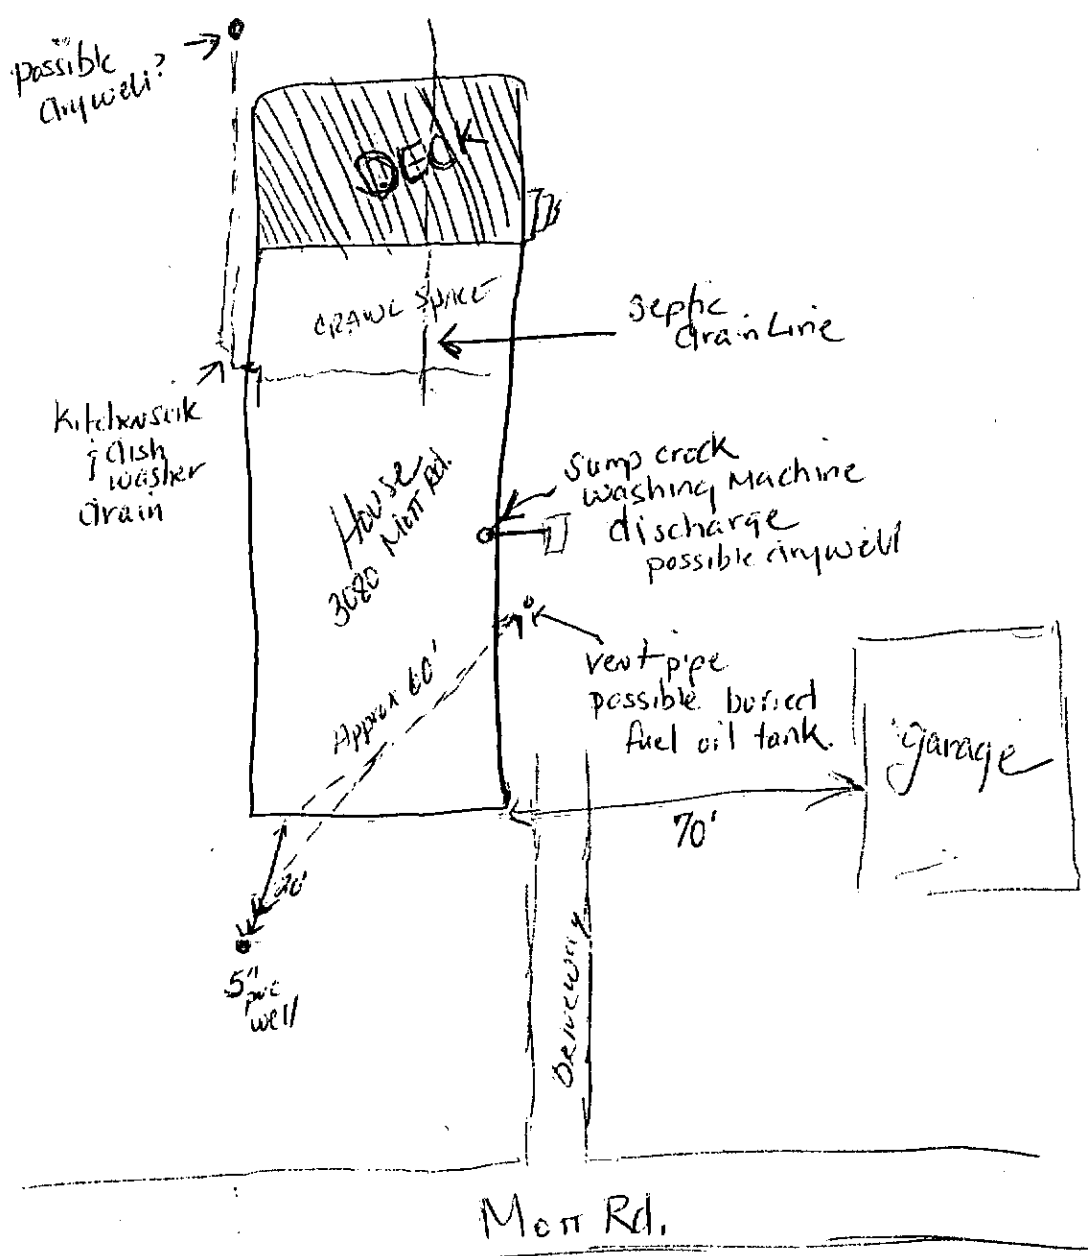 possible
drywell?
DECK
CRAWL SPACE
septic
drain Line
Kitchen sink
& dish
washer
drain
House
3080 Mott Rd.
Sump crock
washing Machine
discharge
possible drywell
vent pipe
possible buried
fuel oil tank.
Approx 60'
garage
70'
20'
5"
pvc
well
DRIVEWAY
Mott Rd.